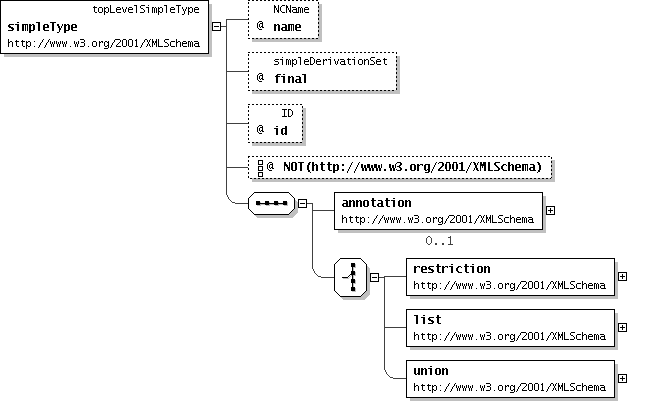 topLevelSimpleType
simpleType
http://www.w3.org/2001/XMLSchema
NCName
@ name
simpleDerivationSet
@ final
ID
@ id
@ NOT(http://www.w3.org/2001/XMLSchema)
annotation
http://www.w3.org/2001/XMLSchema
0..1
restriction
http://www.w3.org/2001/XMLSchema
list
http://www.w3.org/2001/XMLSchema
union
http://www.w3.org/2001/XMLSchema